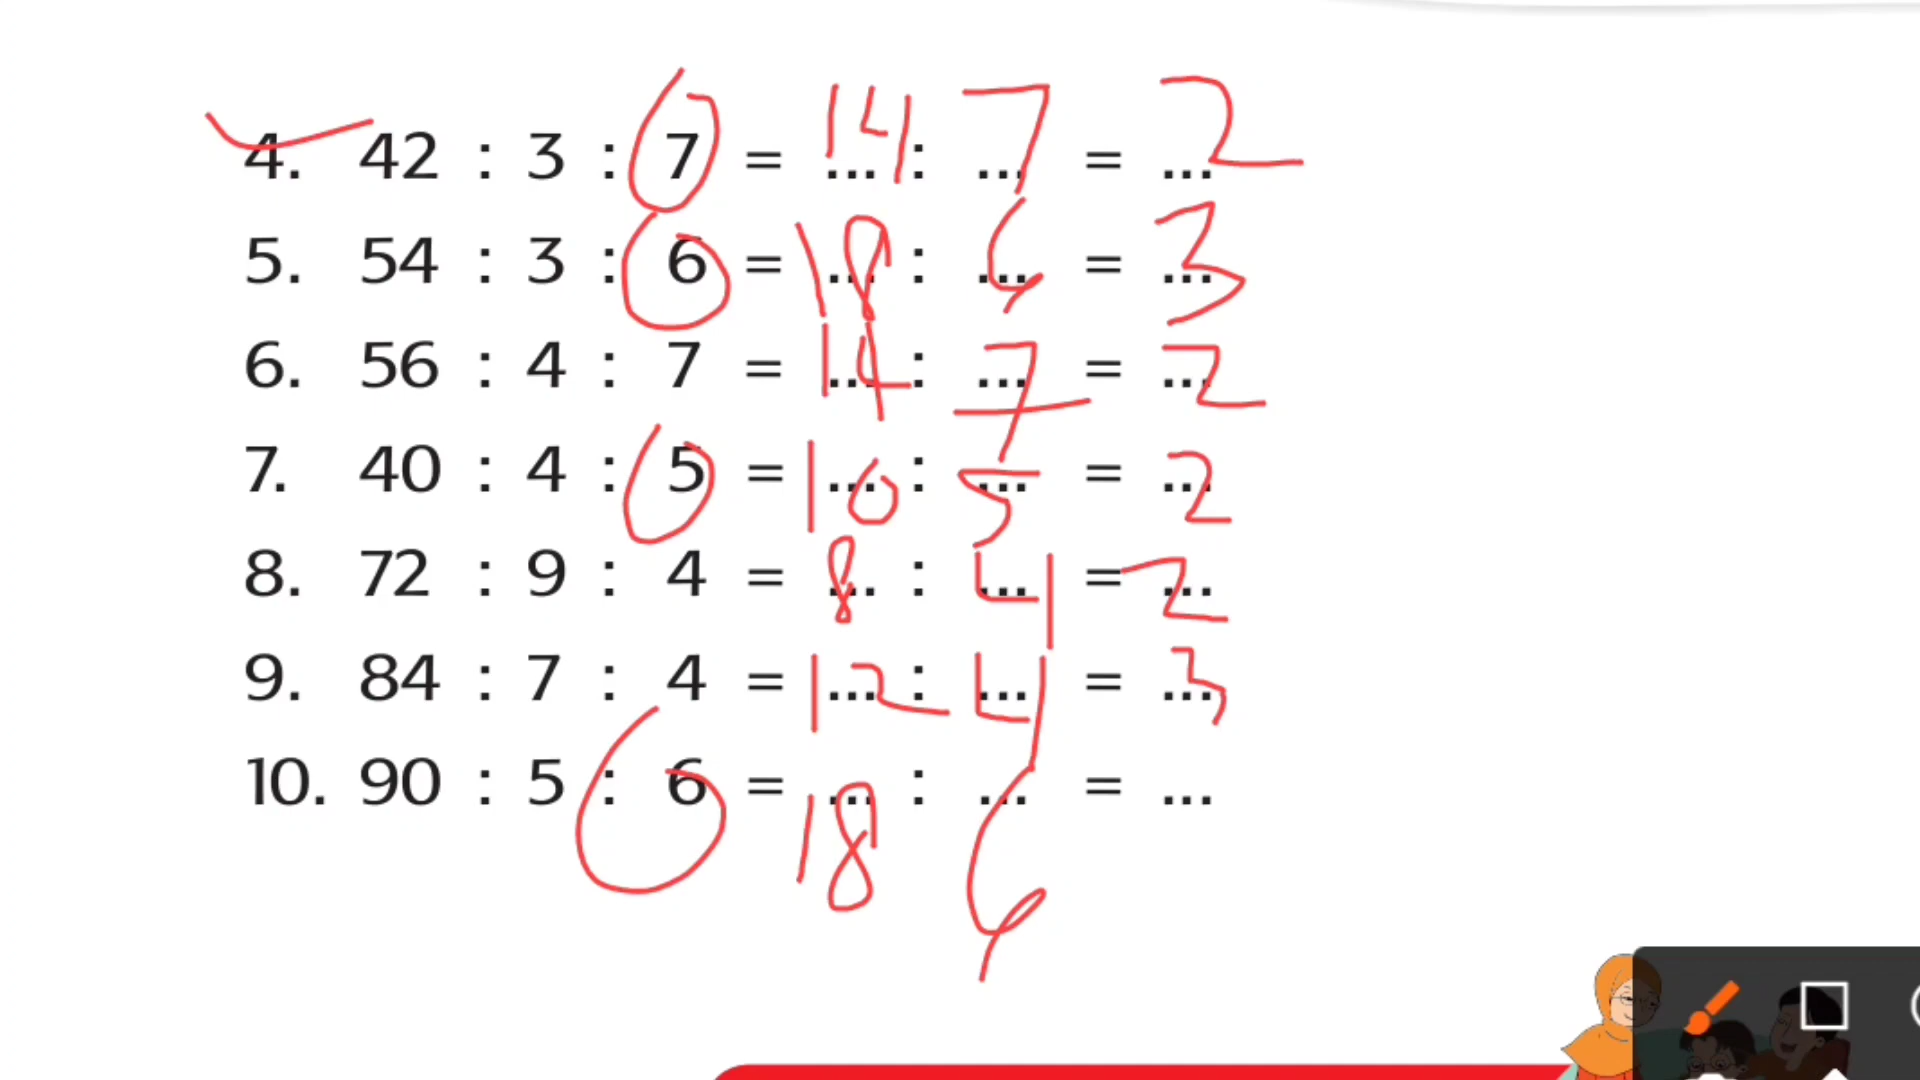 4. 42 : 3 : 7 = 14 : 7 = 2
5. 54 : 3 : 6 = 18 : 6 = 3
6. 56 : 4 : 7 = 14 : 7 = 2
7. 40 : 4 : 5 = 10 : 5 = 2
8. 72 : 9 : 4 = 8 : 4 = 2
9. 84 : 7 : 4 = 12 : 4 = 3
10. 90 : 5 : 6 = 18 : 6 = ...